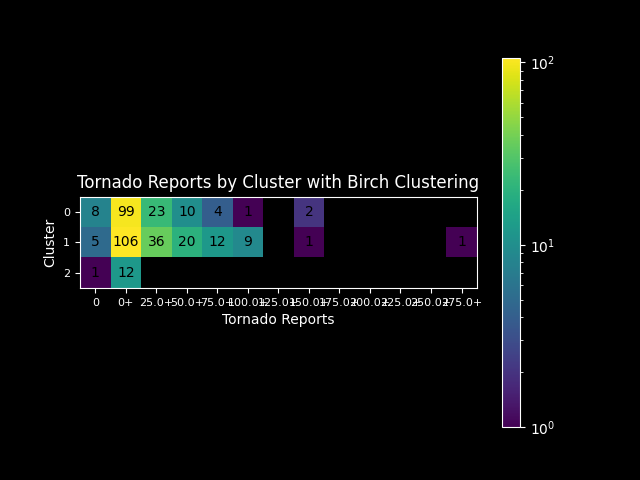 Tornado Reports by Cluster with Birch Clustering
Cluster
0 8 99 23 10 4 1 2
1 5 106 36 20 12 9 1 1
2 1 12
0 0+ 25.0+ 50.0+ 75.0+ 100.0+ 125.0+ 150.0+ 175.0+ 200.0+ 225.0+ 250.0+ 275.0+
Tornado Reports
10²
10¹
10⁰